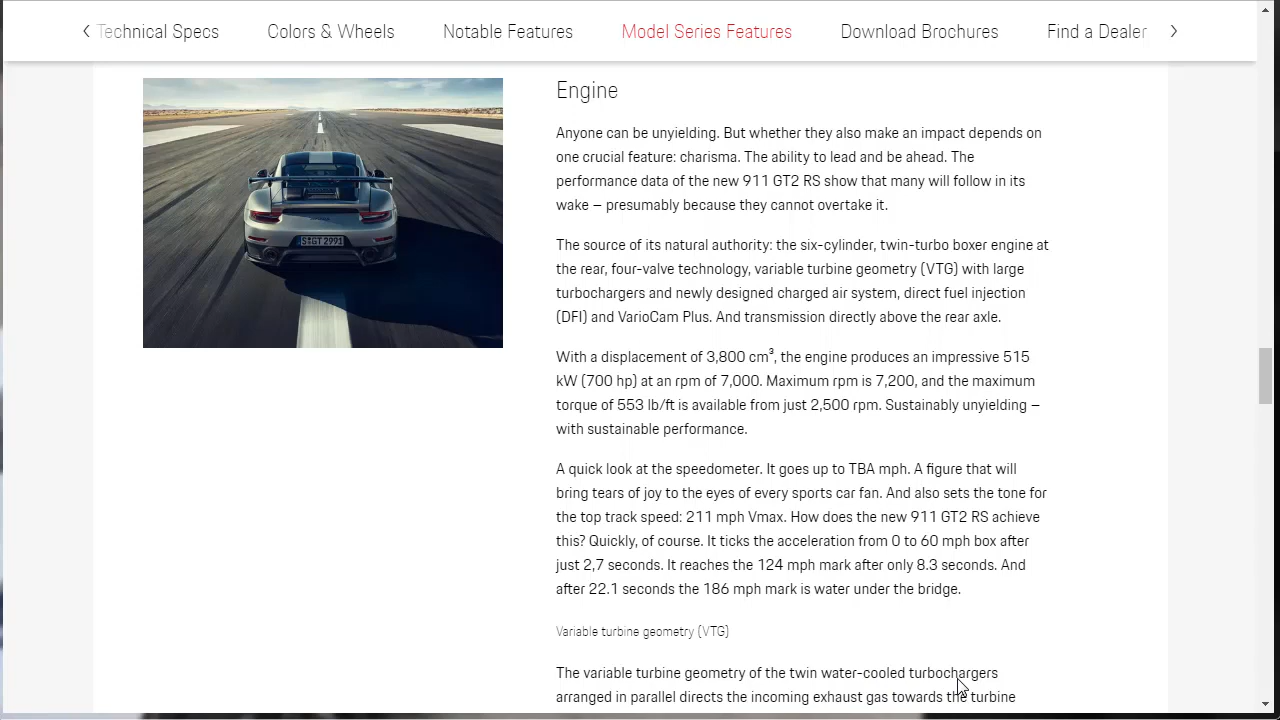 Technical Specs Colors & Wheels Notable Features Model Series Features Download Brochures Find a Dealer
Engine
Anyone can be unyielding. But whether they also make an impact depends on
one crucial feature: charisma. The ability to lead and be ahead. The
performance data of the new 911 GT2 RS show that many will follow in its
wake – presumably because they cannot overtake it.
S GT 2991
The source of its natural authority: the six-cylinder, twin-turbo boxer engine at
the rear, four-valve technology, variable turbine geometry (VTG) with large
turbochargers and newly designed charged air system, direct fuel injection
(DFI) and VarioCam Plus. And transmission directly above the rear axle.
With a displacement of 3,800 cm³, the engine produces an impressive 515
kW (700 hp) at an rpm of 7,000. Maximum rpm is 7,200, and the maximum
torque of 553 lb/ft is available from just 2,500 rpm. Sustainably unyielding –
with sustainable performance.
A quick look at the speedometer. It goes up to TBA mph. A figure that will
bring tears of joy to the eyes of every sports car fan. And also sets the tone for
the top track speed: 211 mph Vmax. How does the new 911 GT2 RS achieve
this? Quickly, of course. It ticks the acceleration from 0 to 60 mph box after
just 2,7 seconds. It reaches the 124 mph mark after only 8.3 seconds. And
after 22.1 seconds the 186 mph mark is water under the bridge.
Variable turbine geometry (VTG)
The variable turbine geometry of the twin water-cooled turbochargers
arranged in parallel directs the incoming exhaust gas towards the turbine